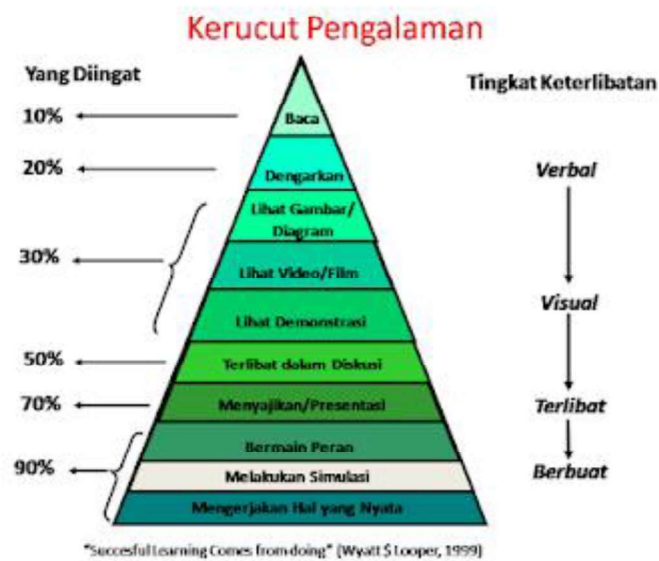 Kerucut Pengalaman
Yang Diingat
Tingkat Keterlibatan
10%
Baca
20%
Dengarkan
Verbal
Lihat Gambar/
Diagram
30%
Lihat Video/Film
Visual
Lihat Demonstrasi
50%
Terlibat dalam Diskusi
70%
Menyajikan/Presentasi
Terlibat
Bermain Peran
90%
Melakukan Simulasi
Berbuat
Mengerjakan Hal yang Nyata
"Succesful Learning Comes from doing" (Wyatt $ Looper, 1999)